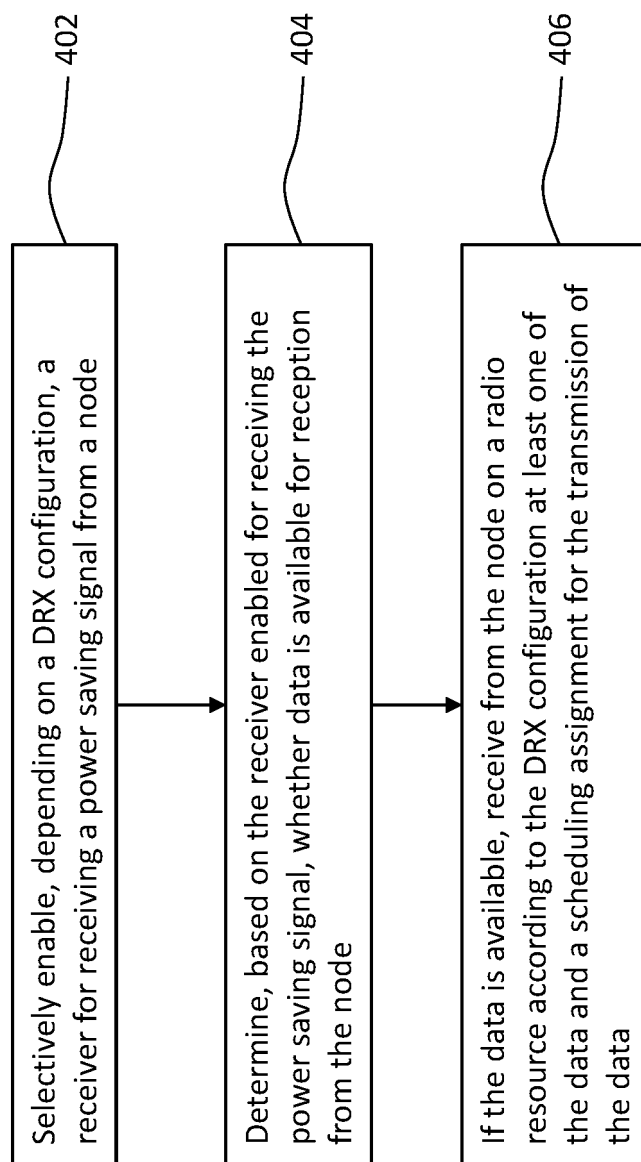 Selectively enable, depending on a DRX configuration, a
receiver for receiving a power saving signal from a node
402
Determine, based on the receiver enabled for receiving the
power saving signal, whether data is available for reception
from the node
404
If the data is available, receive from the node on a radio
resource according to the DRX configuration at least one of
the data and a scheduling assignment for the transmission of
the data
406